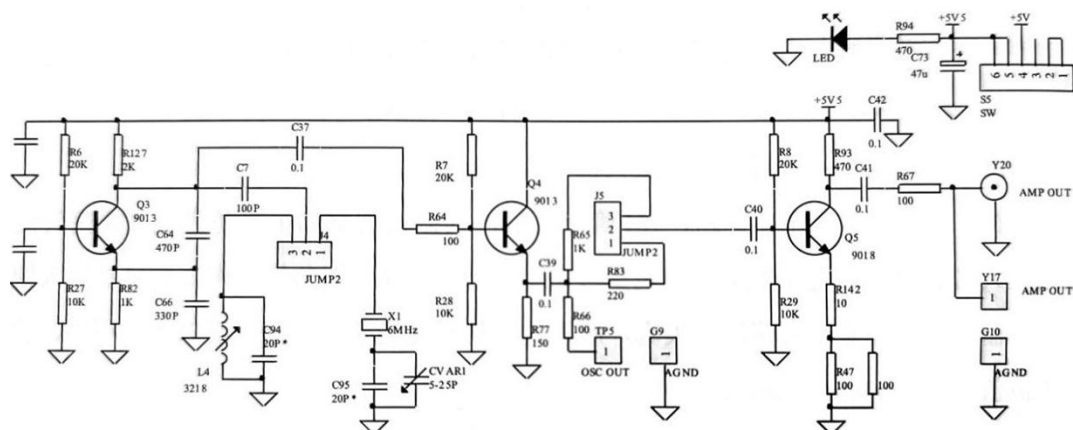 R94
+5V5
+5V
LED
470
C73
47u
6 5 4 3 2 1
S5
SW
+5V5
C42
0.1
R6
20K
R127
2K
C37
0.1
R7
20K
R8
20K
R93
470
C41
0.1
R67
100
Y20
AMP OUT
Q3
9013
C7
100P
Q4
9013
J5
3
2
1
JUMP2
C64
470P
J4
3 2 1
JUMP2
R64
100
R65
1K
C40
0.1
Q5
9018
C39
0.1
R83
220
R27
10K
R82
1K
C66
330P
R28
10K
R77
150
R66
100
R29
10K
R142
10
Y17
1
AMP OUT
X1
6MHz
TP5
1
OSC OUT
G9
1
AGND
G10
1
AGND
L4
3218
C94
20P*
C95
20P*
CVAR1
5-25P
R47
100
100